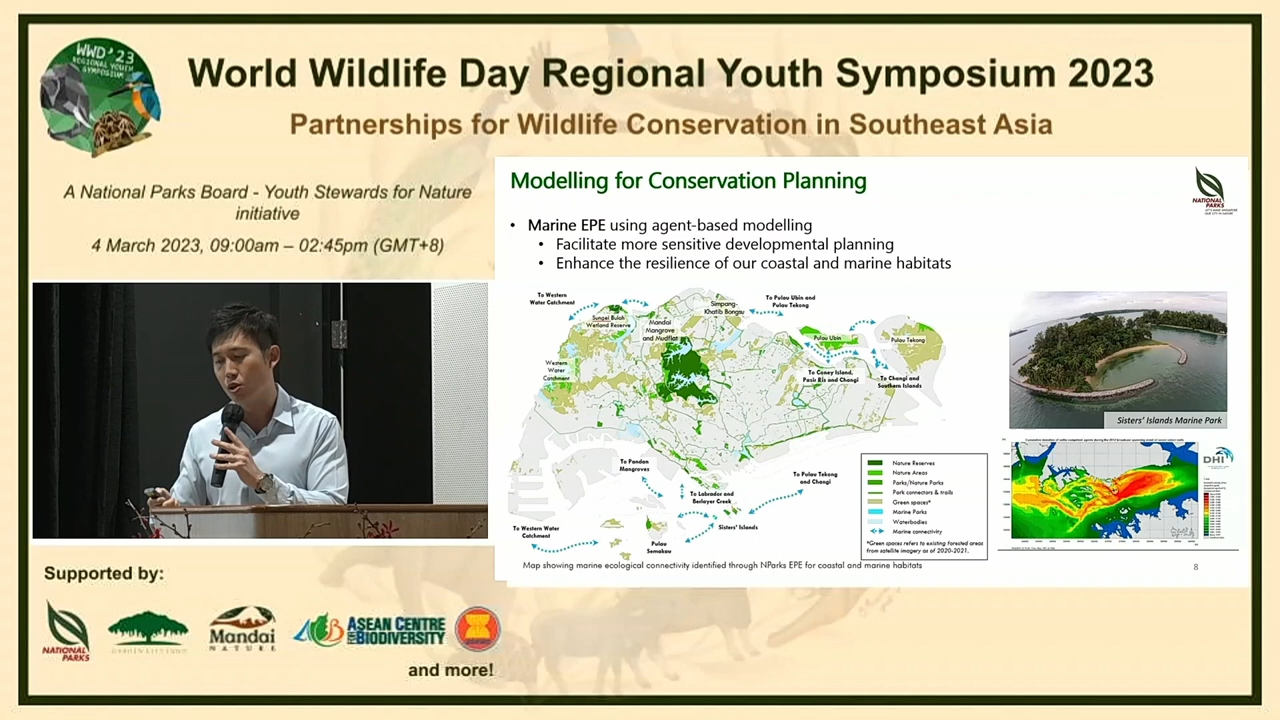 WWD'23
REGIONAL YOUTH
SYMPOSIUM
World Wildlife Day Regional Youth Symposium 2023
Partnerships for Wildlife Conservation in Southeast Asia
A National Parks Board - Youth Stewards for Nature
initiative
4 March 2023, 09:00am – 02:45pm (GMT+8)
Modelling for Conservation Planning
NATIONAL
PARKS
• Marine EPE using agent-based modelling
• Facilitate more sensitive developmental planning
• Enhance the resilience of our coastal and marine habitats
To Western
Water Catchment
Sungei Buloh
Wetland Reserve
Mandai
Mangrove
and Mudflat
Simpang-
Khatib Bongsu
To Pulau Ubin and
Pulau Tekong
Pulau Ubin
Pulau Tekong
Western
Water
Catchment
To Coney Island,
Pasir Ris and Changi
To Changi and
Southern Islands
To Pandan
Mangroves
To Labrador and
Berlayer Creek
To Pulau Tekong
and Changi
To Western Water
Catchment
Pulau
Semakau
Sisters' Islands
Nature Reserves
Nature Areas
Parks/Nature Parks
Park connectors & trails
Green spaces*
Marine Parks
Waterbodies
Marine connectivity
*Green spaces refers to existing forested areas
from satellite imagery as of 2020-2021.
Map showing marine ecological connectivity identified through NParks EPE for coastal and marine habitats
Sisters' Islands Marine Park
DHI
8
Supported by:
NATIONAL
PARKS
GARDEN CITY FUND
Mandai
NATURE
ASEAN CENTRE
FOR BIODIVERSITY
and more!